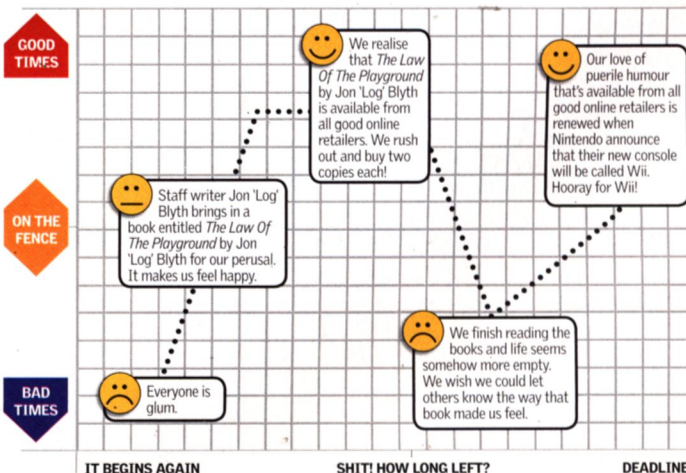 GOOD
TIMES
We realise
that The Law
Of The Playground
by Jon 'Log' Blyth
is available from
all good online
retailers. We rush
out and buy two
copies each!
Our love of
puerile humour
that's available from all
good online retailers is
renewed when
Nintendo announce
that their new console
will be called Wii.
Hooray for Wii!
ON THE
FENCE
Staff writer Jon 'Log'
Blyth brings in a
book entitled The Law Of
The Playground by Jon
'Log' Blyth for our perusal.
It makes us feel happy.
We finish reading the
books and life seems
somehow more empty.
We wish we could let
others know the way that
book made us feel.
BAD
TIMES
Everyone is
glum.
IT BEGINS AGAIN
SHIT! HOW LONG LEFT?
DEADLINE